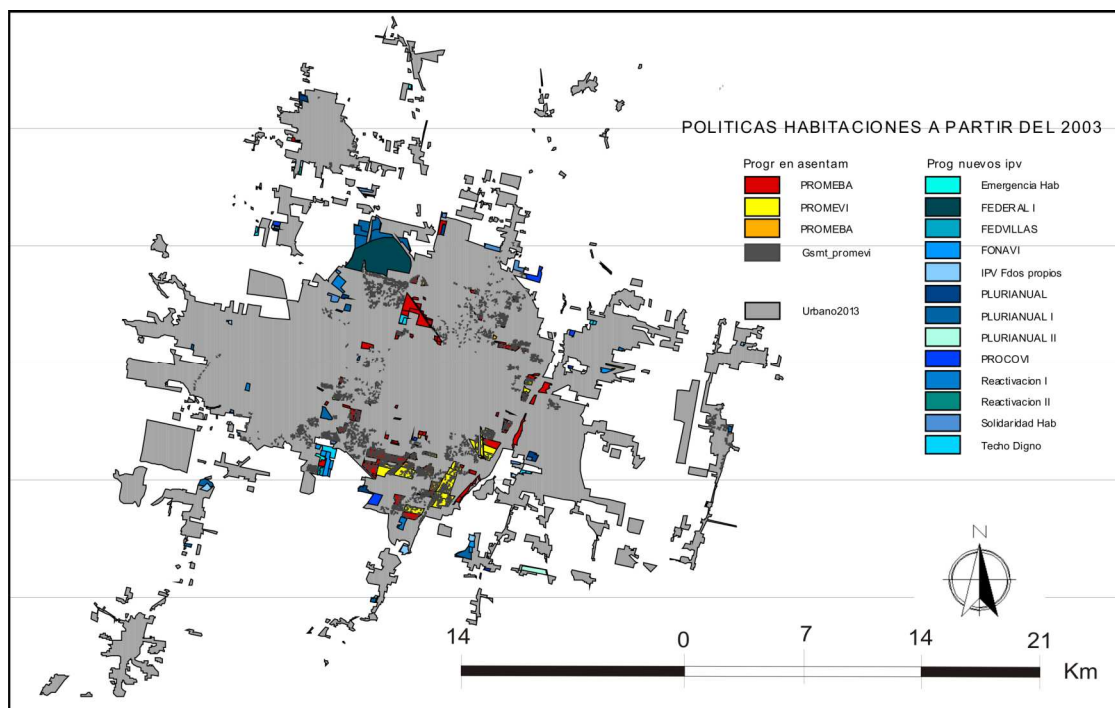 POLITICAS HABITACIONES A PARTIR DEL 2003
Progr en asentam
PROMEBA
PROMEVI
PROMEBA
Gsmt_promevi
Urbano2013
Prog nuevos ipv
Emergencia Hab
FEDERAL I
FEDVILLAS
FONAVI
IPV Fdos propios
PLURIANUAL
PLURIANUAL I
PLURIANUAL II
PROCOVI
Reactivacion I
Reactivacion II
Solidaridad Hab
Techo Digno
N
14 0 7 14 21
Km